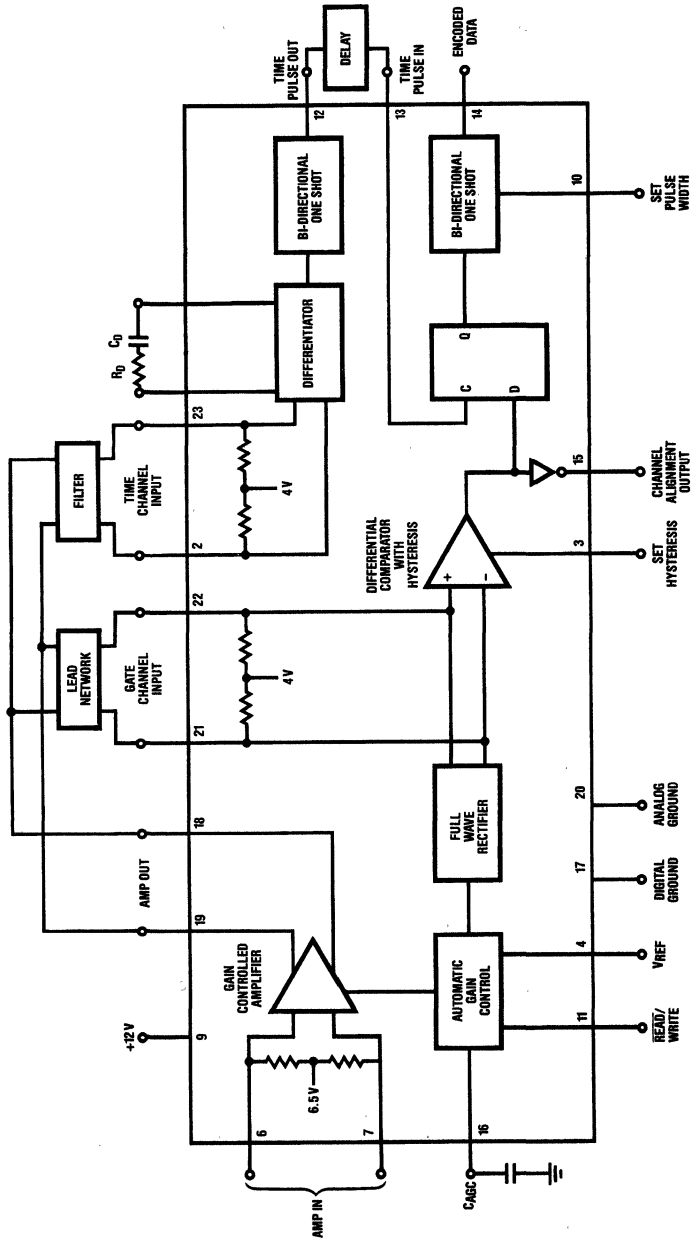 +12V
AMP OUT
LEAD
NETWORK
GATE
CHANNEL
INPUT
FILTER
TIME
CHANNEL
INPUT
RD
CD
TIME
PULSE OUT
DELAY
TIME
PULSE IN
ENCODED
DATA
9
19
18
21
22
2
23
12
13
14
6
7
16
AMP IN
6.5V
GAIN
CONTROLLED
AMPLIFIER
4V
4V
DIFFERENTIATOR
BI-DIRECTIONAL
ONE SHOT
CAGC
AUTOMATIC
GAIN
CONTROL
FULL
WAVE
RECTIFIER
DIFFERENTIAL
COMPARATOR
WITH
HYSTERESIS
+
−
C
D
Q
BI-DIRECTIONAL
ONE SHOT
11
4
17
20
3
15
10
READ/
WRITE
VREF
DIGITAL
GROUND
ANALOG
GROUND
SET
HYSTERESIS
CHANNEL
ALIGNMENT
OUTPUT
SET
PULSE
WIDTH